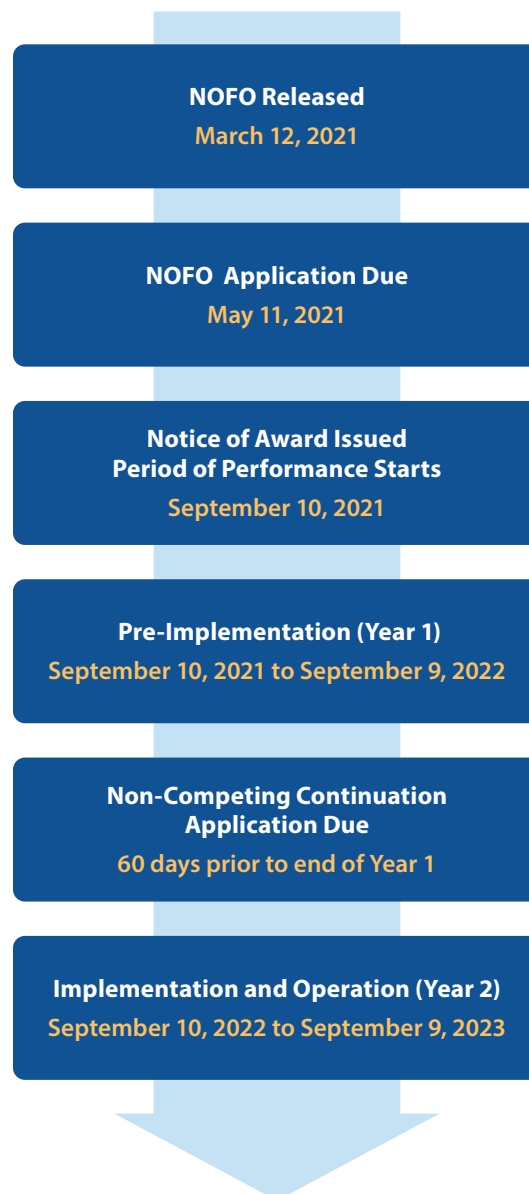 NOFO Released
March 12, 2021
NOFO Application Due
May 11, 2021
Notice of Award Issued
Period of Performance Starts
September 10, 2021
Pre-Implementation (Year 1)
September 10, 2021 to September 9, 2022
Non-Competing Continuation
Application Due
60 days prior to end of Year 1
Implementation and Operation (Year 2)
September 10, 2022 to September 9, 2023